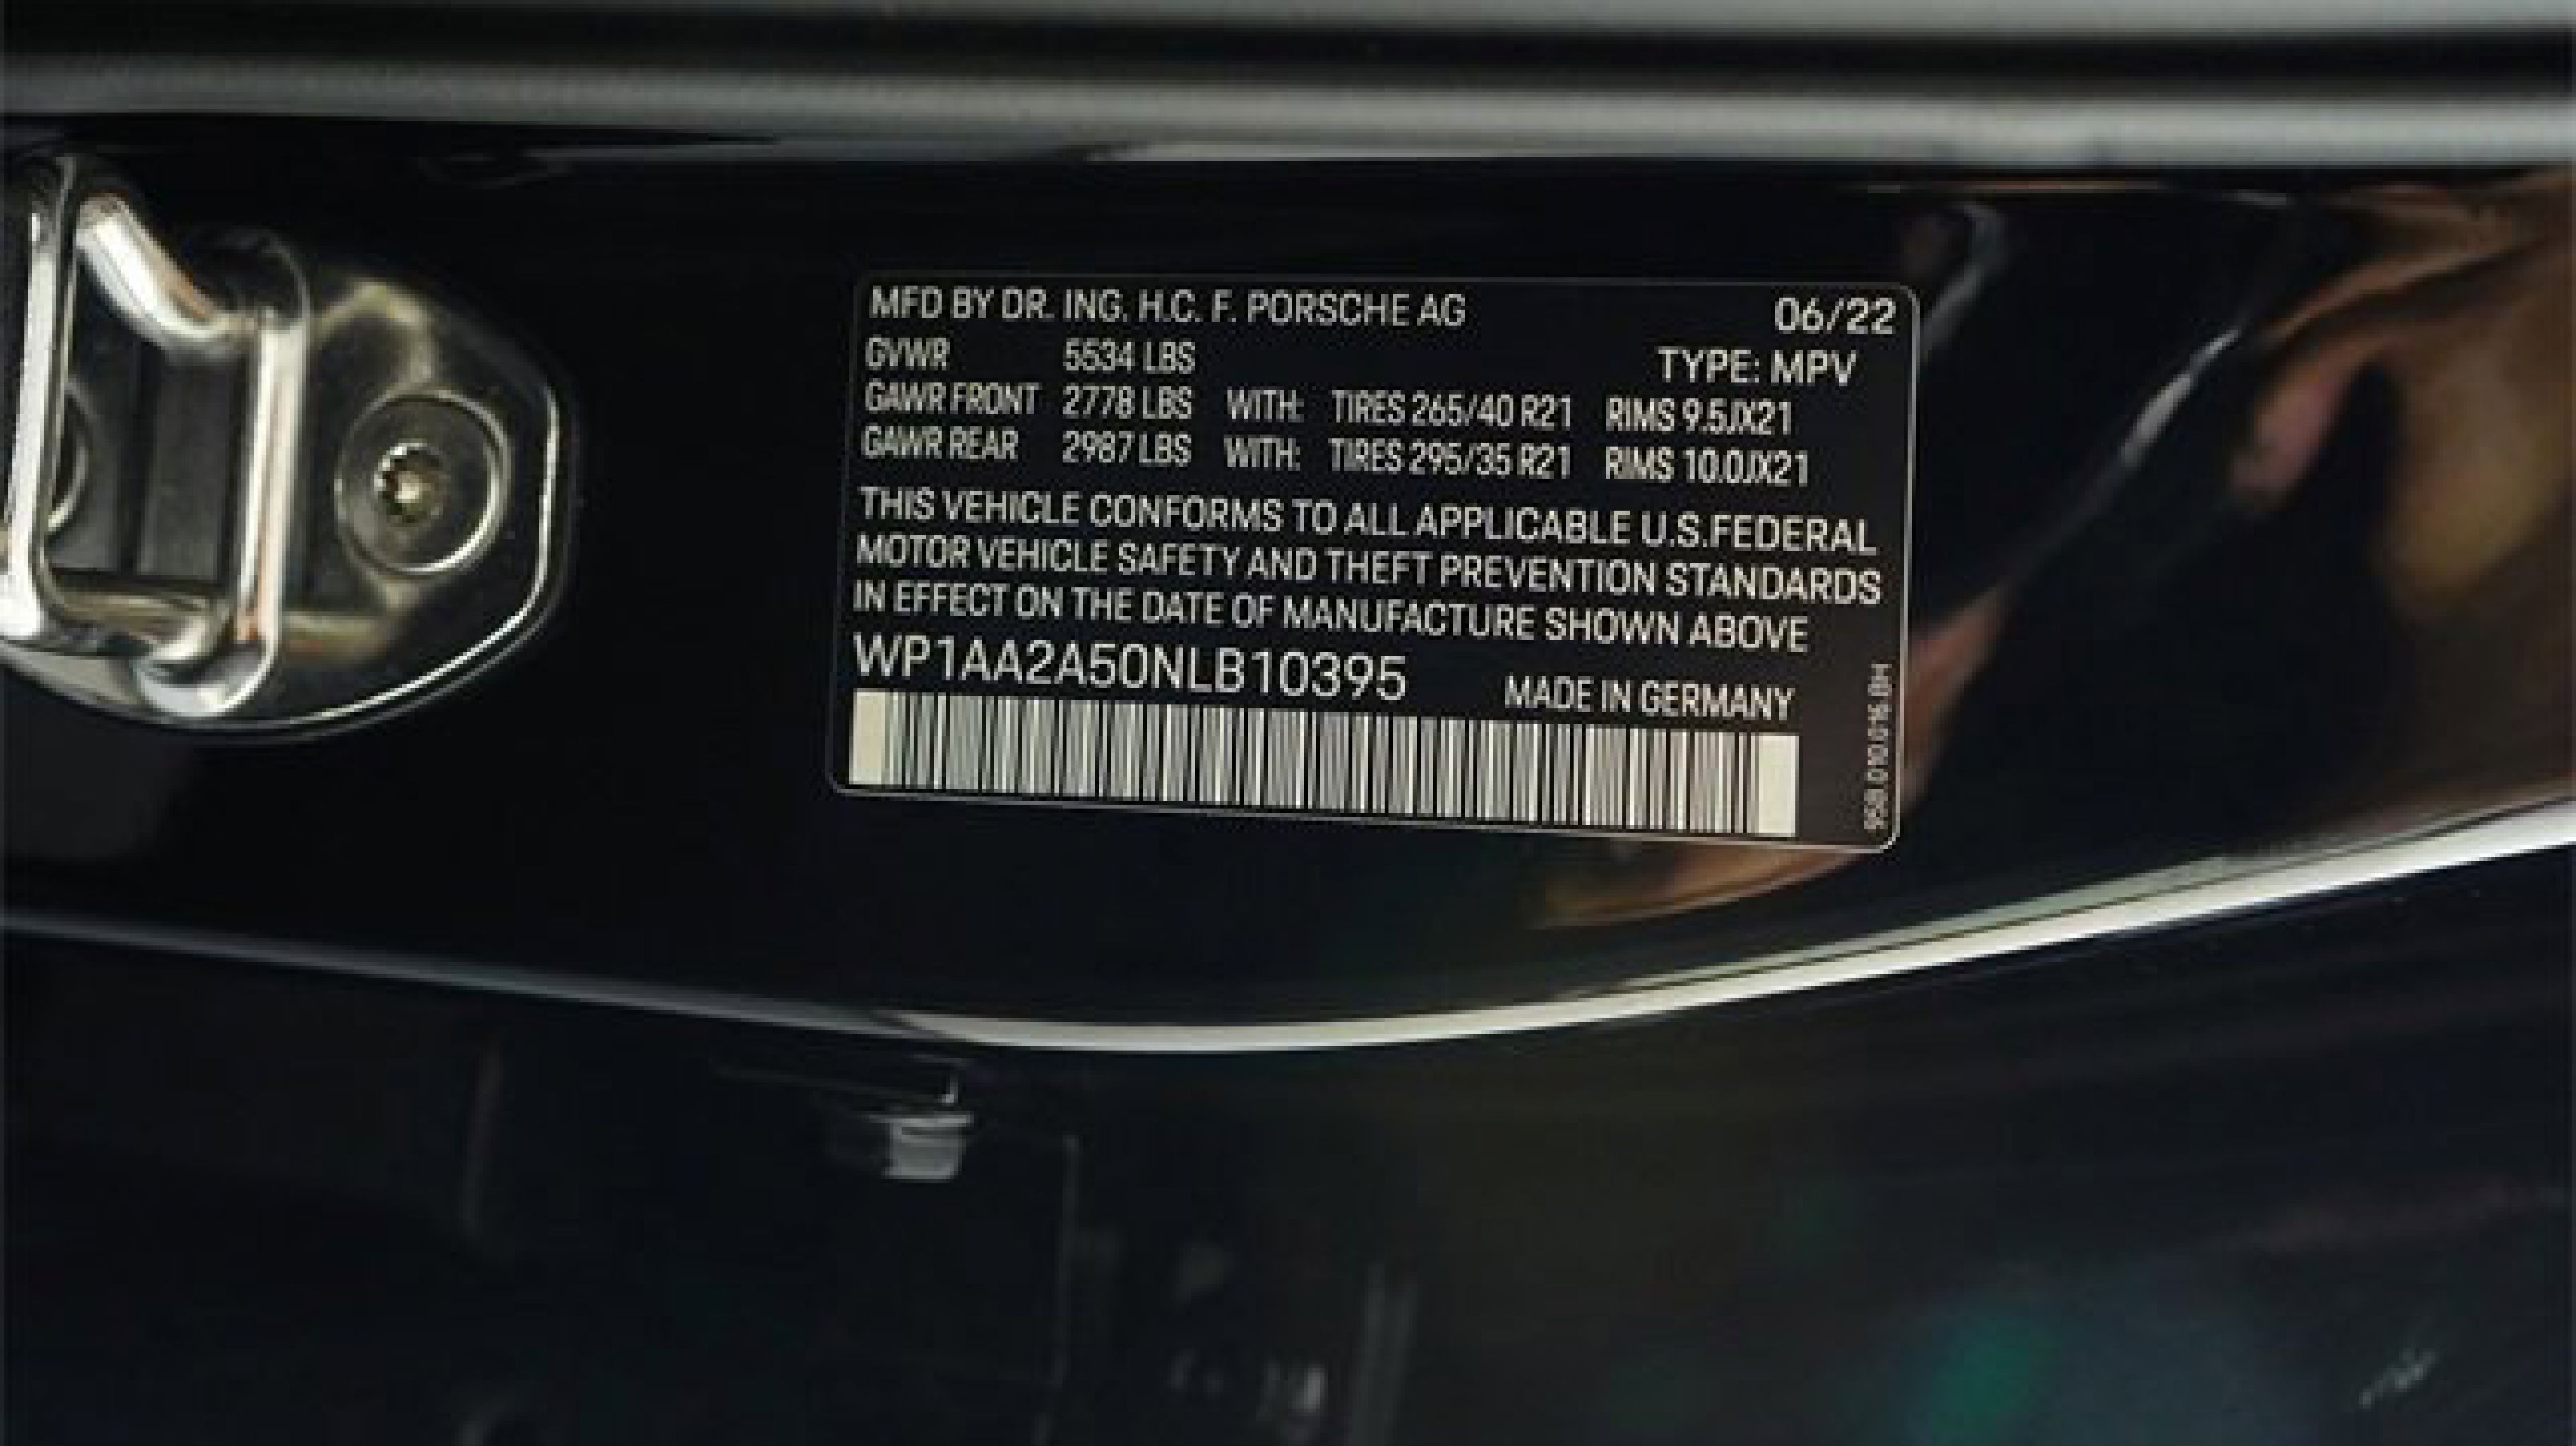 MFD BY DR. ING. H.C. F. PORSCHE AG 06/22
GVWR 5534 LBS TYPE: MPV
GAWR FRONT 2778 LBS WITH: TIRES 265/40 R21 RIMS 9.5JX21
GAWR REAR 2987 LBS WITH: TIRES 295/35 R21 RIMS 10.0JX21
THIS VEHICLE CONFORMS TO ALL APPLICABLE U.S.FEDERAL
MOTOR VEHICLE SAFETY AND THEFT PREVENTION STANDARDS
IN EFFECT ON THE DATE OF MANUFACTURE SHOWN ABOVE
WP1AA2A50NLB10395 MADE IN GERMANY